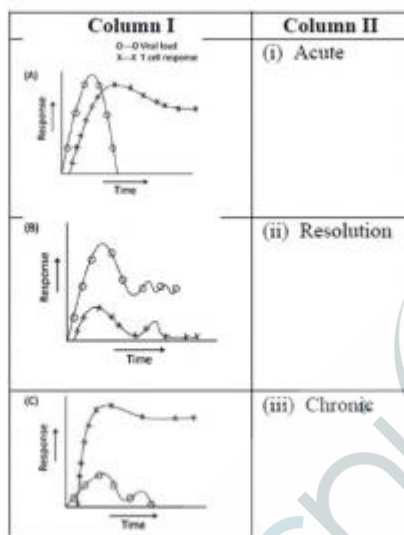 Column I
Column II
O---O Viral load
X---X T cell response
(A)
Response
Time
(i) Acute
(B)
Response
Time
(ii) Resolution
(C)
Response
Time
(iii) Chronic